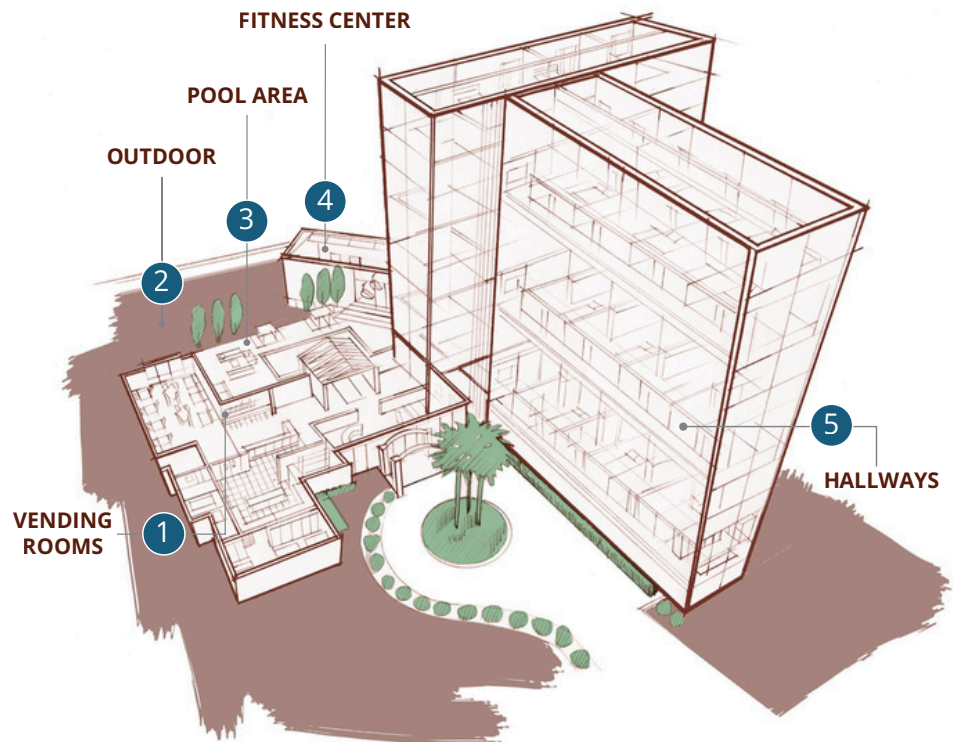 FITNESS CENTER
POOL AREA
OUTDOOR
4
3
2
5
HALLWAYS
VENDING
ROOMS
1